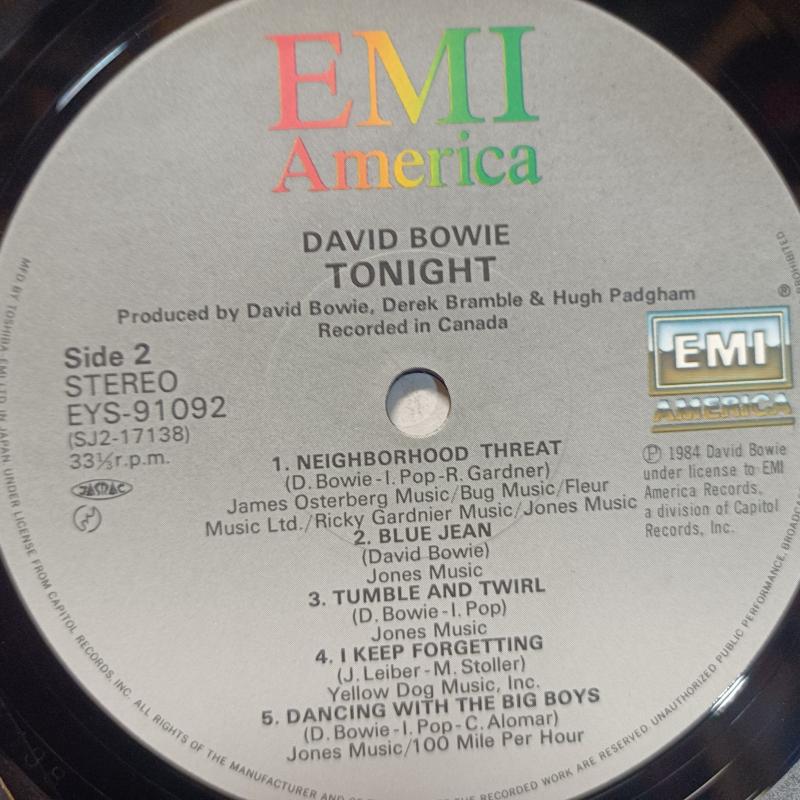 EMI
America
DAVID BOWIE
TONIGHT
Produced by David Bowie, Derek Bramble & Hugh Padgham
Recorded in Canada
Side 2
STEREO
EYS-91092
(SJ2-17138)
33⅓r.p.m.
JASRAC
®
EMI
AMERICA
Ⓟ 1984 David Bowie
under license to EMI
America Records,
a division of Capitol
Records, Inc.
1. NEIGHBORHOOD THREAT
(D. Bowie-I. Pop-R. Gardner)
James Osterberg Music/Bug Music/Fleur
Music Ltd./Ricky Gardnier Music/Jones Music
2. BLUE JEAN
(David Bowie)
Jones Music
3. TUMBLE AND TWIRL
(D. Bowie-I. Pop)
Jones Music
4. I KEEP FORGETTING
(J. Leiber-M. Stoller)
Yellow Dog Music, Inc.
5. DANCING WITH THE BIG BOYS
(D. Bowie-I. Pop-C. Alomar)
Jones Music/100 Mile Per Hour
MFD BY TOSHIBA EMI LTD. IN JAPAN UNDER LICENSE FROM CAPITOL RECORDS, INC. ALL RIGHTS OF THE MANUFACTURER AND OF THE RECORDED WORK ARE RESERVED. UNAUTHORIZED PUBLIC PERFORMANCE, BROADCA PROHIBITED